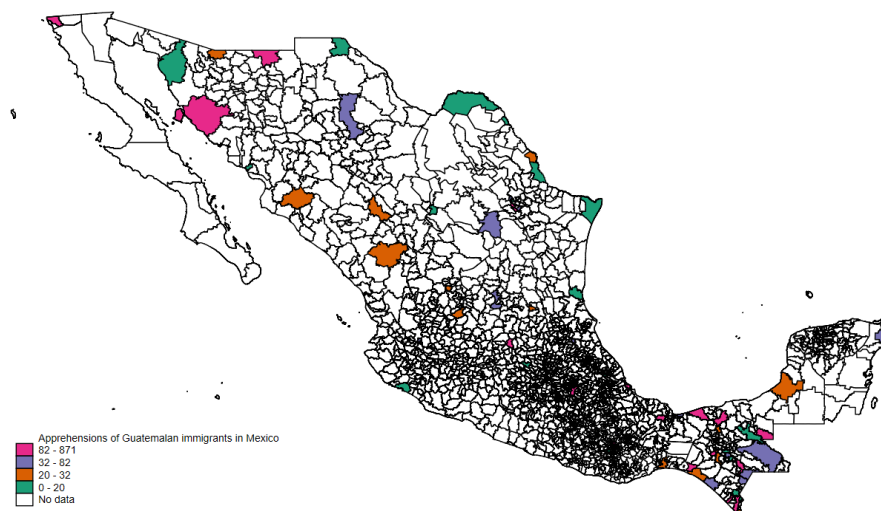 Apprehensions of Guatemalan immigrants in Mexico
82 - 871
32 - 82
20 - 32
0 - 20
No data